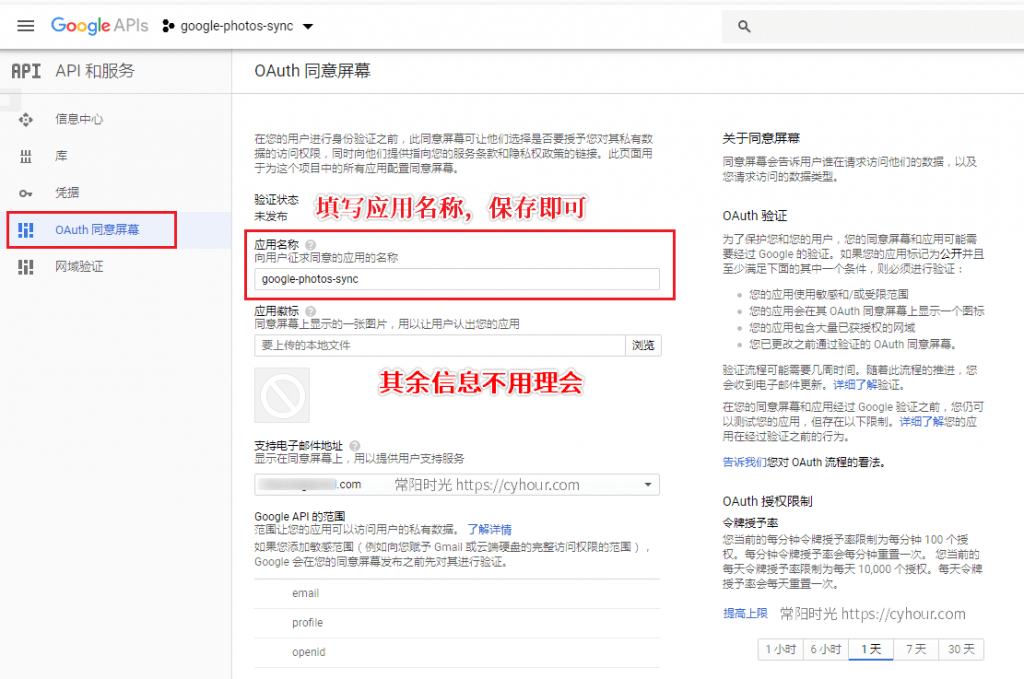 Google APIs google-photos-sync
API API 和服务
OAuth 同意屏幕
信息中心
库
凭据
OAuth 同意屏幕
网域验证
在您的用户进行身份验证之前，此同意屏幕可让他们选择是否要授予您对其私有数
据的访问权限，同时向他们提供指向您的服务条款和隐私权政策的链接。此页面用
于为这个项目中的所有应用配置同意屏幕。
验证状态
未发布
填写应用名称，保存即可
应用名称 ?
向用户征求同意的应用的名称
google-photos-sync
应用徽标 ?
同意屏幕上显示的一张图片，用以让用户认出您的应用
要上传的本地文件 浏览
其余信息不用理会
支持电子邮件地址 ?
显示在同意屏幕上，用以提供用户支持服务
.com 常阳时光 https://cyhour.com
Google API 的范围
范围让您的应用可以访问用户的私有数据。 了解详情
如果您添加敏感范围（例如向您赋予 Gmail 或云端硬盘的完整访问权限的范围），
Google 会在您的同意屏幕发布之前先对其进行验证。
email
profile
openid
关于同意屏幕
同意屏幕会告诉用户谁在请求访问他们的数据，以及
您请求访问的数据类型。
OAuth 验证
为了保护您和您的用户，您的同意屏幕和应用可能需
要经过 Google 的验证。如果您的应用标记为公开并且
至少满足下面的其中一个条件，则必须进行验证：
您的应用使用敏感和/或受限范围
您的应用会在其 OAuth 同意屏幕上显示一个图标
您的应用包含大量已获授权的网域
您已更改之前通过验证的 OAuth 同意屏幕。
验证流程可能需要几周时间。随着此流程的推进，您
会收到电子邮件更新。详细了解验证。
在您的同意屏幕和应用经过 Google 验证之前，您仍可
以测试您的应用，但存在以下限制。详细了解您的应
用在经过验证之前的行为。
告诉我们您对 OAuth 流程的看法。
OAuth 授权限制
令牌授予率
您当前的每分钟令牌授予率限制为每分钟 100 个授
权。每分钟令牌授予率会每分钟重置一次。 您当前的
每天令牌授予率限制为每天 10,000 个授权。每天令牌
授予率会每天重置一次。
提高上限 常阳时光 https://cyhour.com
1 小时 6 小时 1 天 7 天 30 天